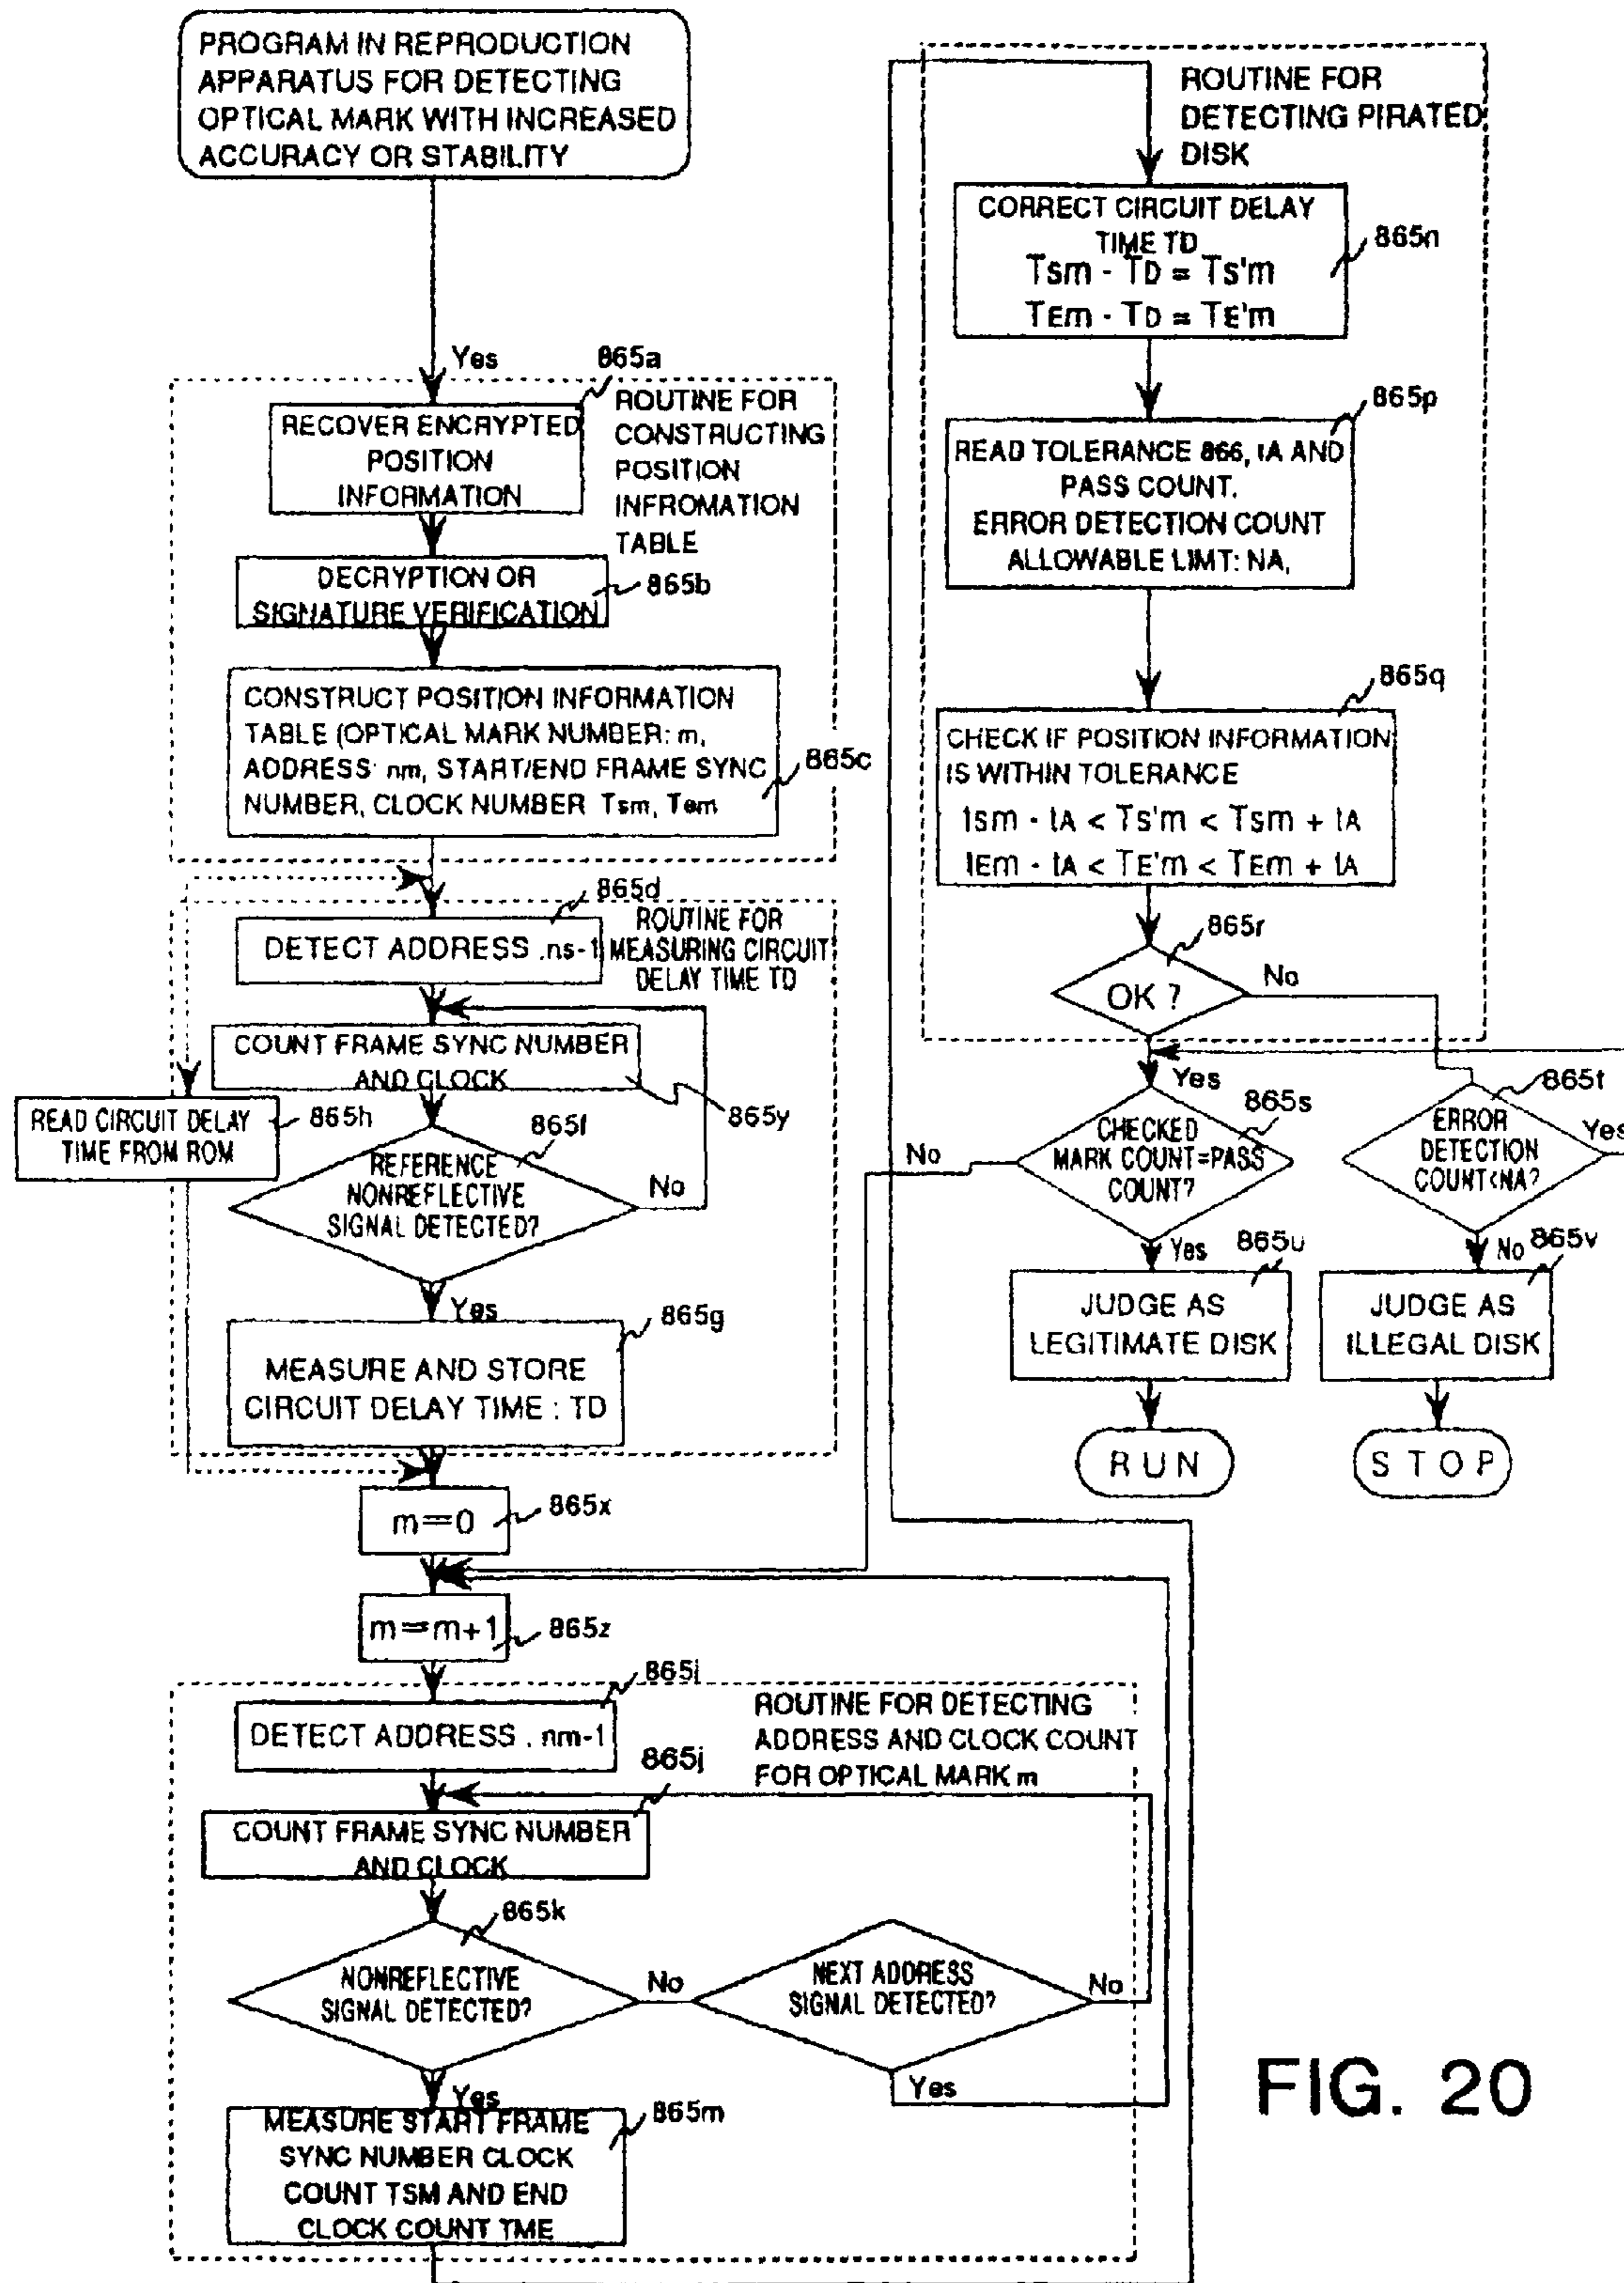 PROGRAM IN REPRODUCTION
APPARATUS FOR DETECTING
OPTICAL MARK WITH INCREASED
ACCURACY OR STABILITY
Yes
865a
RECOVER ENCRYPTED
POSITION
INFORMATION
ROUTINE FOR
CONSTRUCTING
POSITION
INFROMATION
TABLE
DECRYPTION OR
SIGNATURE VERIFICATION
865b
CONSTRUCT POSITION INFORMATION
TABLE (OPTICAL MARK NUMBER: m,
ADDRESS: nm, START/END FRAME SYNC
NUMBER, CLOCK NUMBER Tsm, Tem
865c
865d
DETECT ADDRESS .ns-1
ROUTINE FOR
MEASURING CIRCUIT
DELAY TIME TD
COUNT FRAME SYNC NUMBER
AND CLOCK
865y
READ CIRCUIT DELAY
TIME FROM ROM
865h
865f
REFERENCE
NONREFLECTIVE
SIGNAL DETECTED?
No
Yes
865g
MEASURE AND STORE
CIRCUIT DELAY TIME : TD
m=0
865x
m=m+1
865z
865i
DETECT ADDRESS . nm-1
ROUTINE FOR DETECTING
ADDRESS AND CLOCK COUNT
FOR OPTICAL MARK m
865j
COUNT FRAME SYNC NUMBER
AND CLOCK
865k
NONREFLECTIVE
SIGNAL DETECTED?
No
NEXT ADDRESS
SIGNAL DETECTED?
No
Yes
Yes
MEASURE START FRAME
SYNC NUMBER CLOCK
COUNT TSM AND END
CLOCK COUNT TME
865m
ROUTINE FOR
DETECTING PIRATED
DISK
CORRECT CIRCUIT DELAY
TIME TD
Tsm - TD = Ts'm
TEm - TD = TE'm
865n
865p
READ TOLERANCE 866, tA AND
PASS COUNT.
ERROR DETECTION COUNT
ALLOWABLE LIMT: NA,
865q
CHECK IF POSITION INFORMATION
IS WITHIN TOLERANCE
tsm - tA < Ts'm < Tsm + tA
tEm - tA < TE'm < TEm + tA
865r
OK ?
No
Yes
865s
CHECKED
MARK COUNT=PASS
COUNT?
No
Yes
865t
ERROR
DETECTION
COUNT<NA?
Yes
No
865u
JUDGE AS
LEGITIMATE DISK
865v
JUDGE AS
ILLEGAL DISK
RUN
STOP
FIG. 20